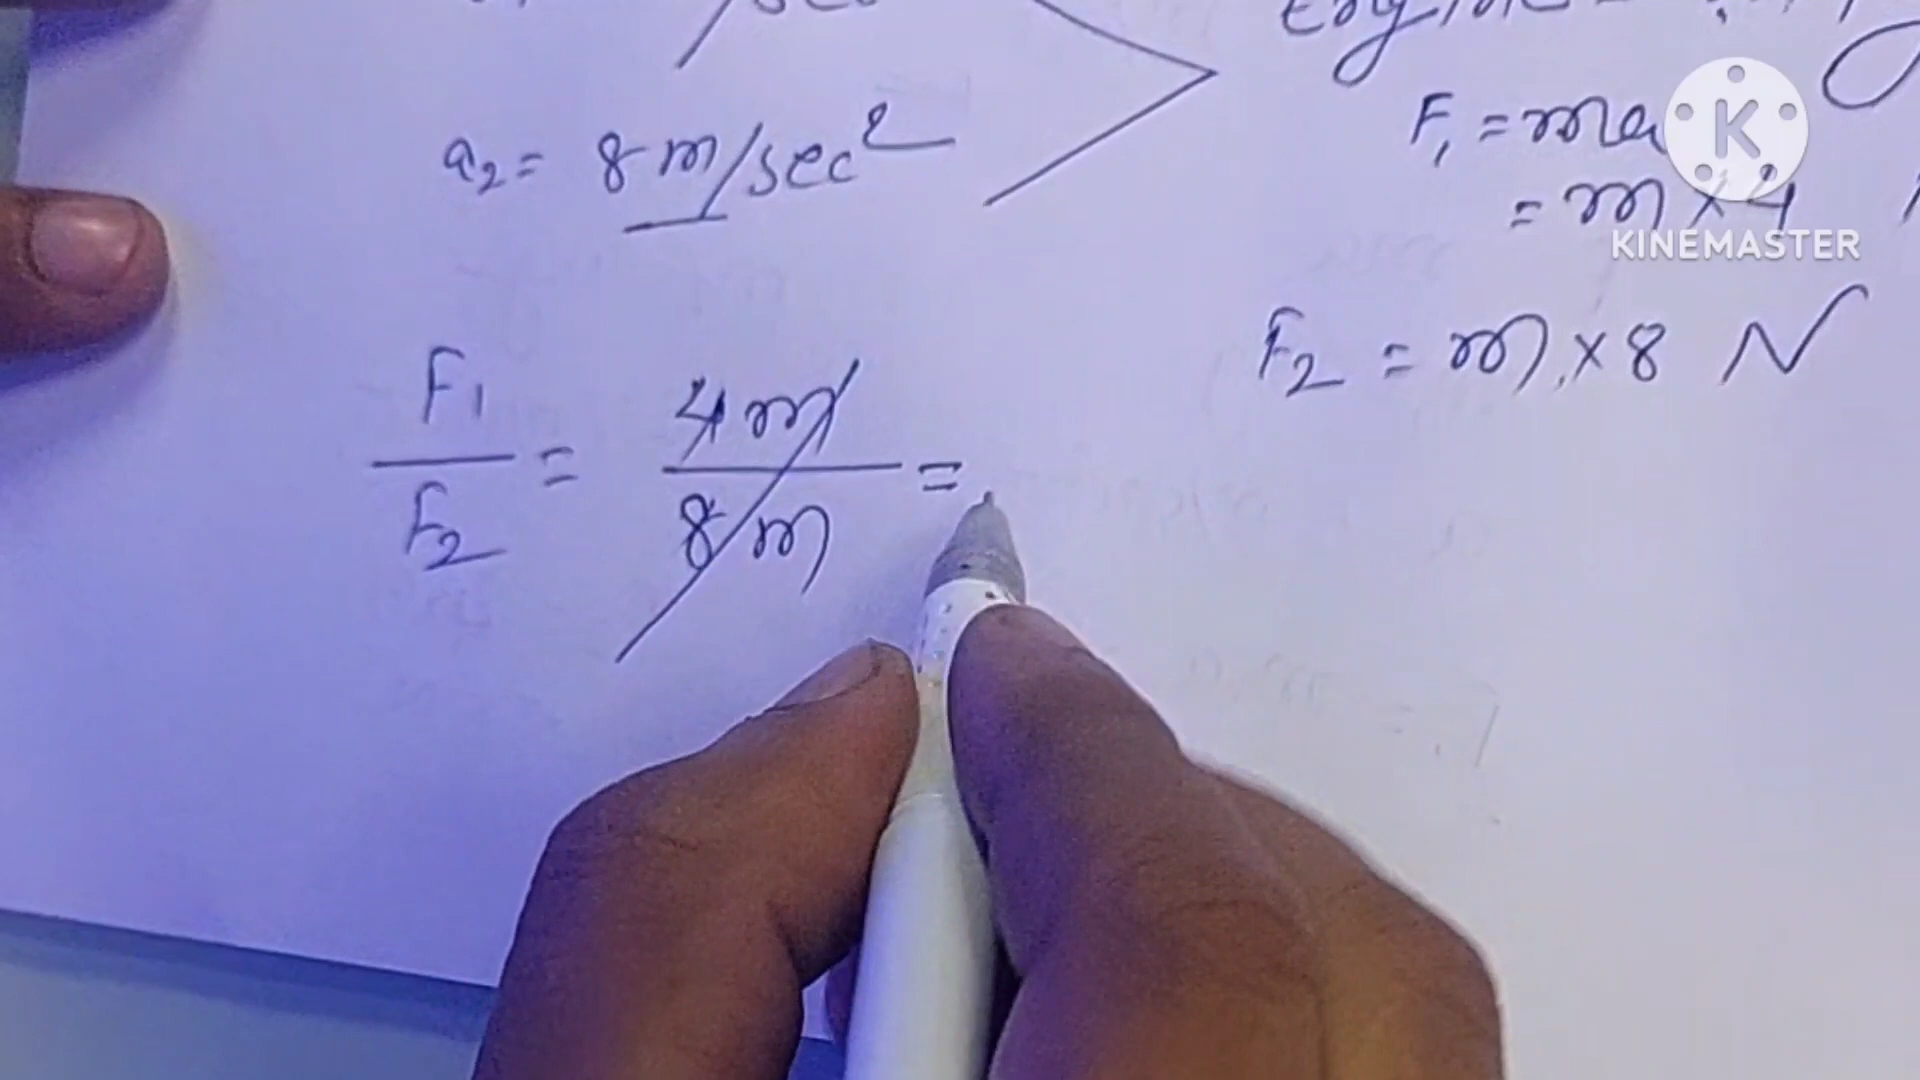 a₂ = 8 m/sec²
F₁ = ma
= m × 4
KINEMASTER
F₂ = m × 8 N
F₁/F₂ = 4m/8m =